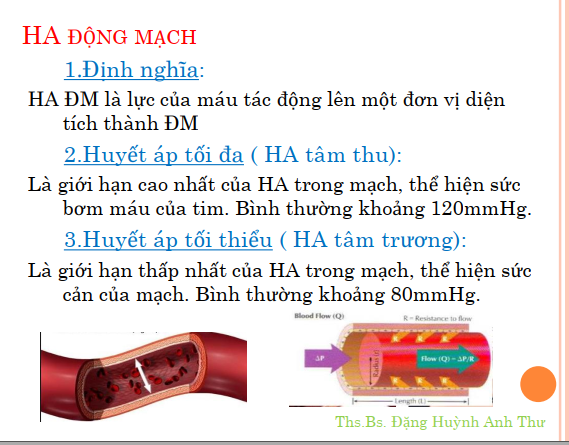 HA ĐỘNG MẠCH
1.Định nghĩa:
HA ĐM là lực của máu tác động lên một đơn vị diện
tích thành ĐM
2.Huyết áp tối đa ( HA tâm thu):
Là giới hạn cao nhất của HA trong mạch, thể hiện sức
bơm máu của tim. Bình thường khoảng 120mmHg.
3.Huyết áp tối thiểu ( HA tâm trương):
Là giới hạn thấp nhất của HA trong mạch, thể hiện sức
cản của mạch. Bình thường khoảng 80mmHg.
Blood Flow (Q)
R = Resistance to flow
ΔP
Radius (r)
Flow (Q) = ΔP/R
Length (L)
Ths.Bs. Đặng Huỳnh Anh Thư